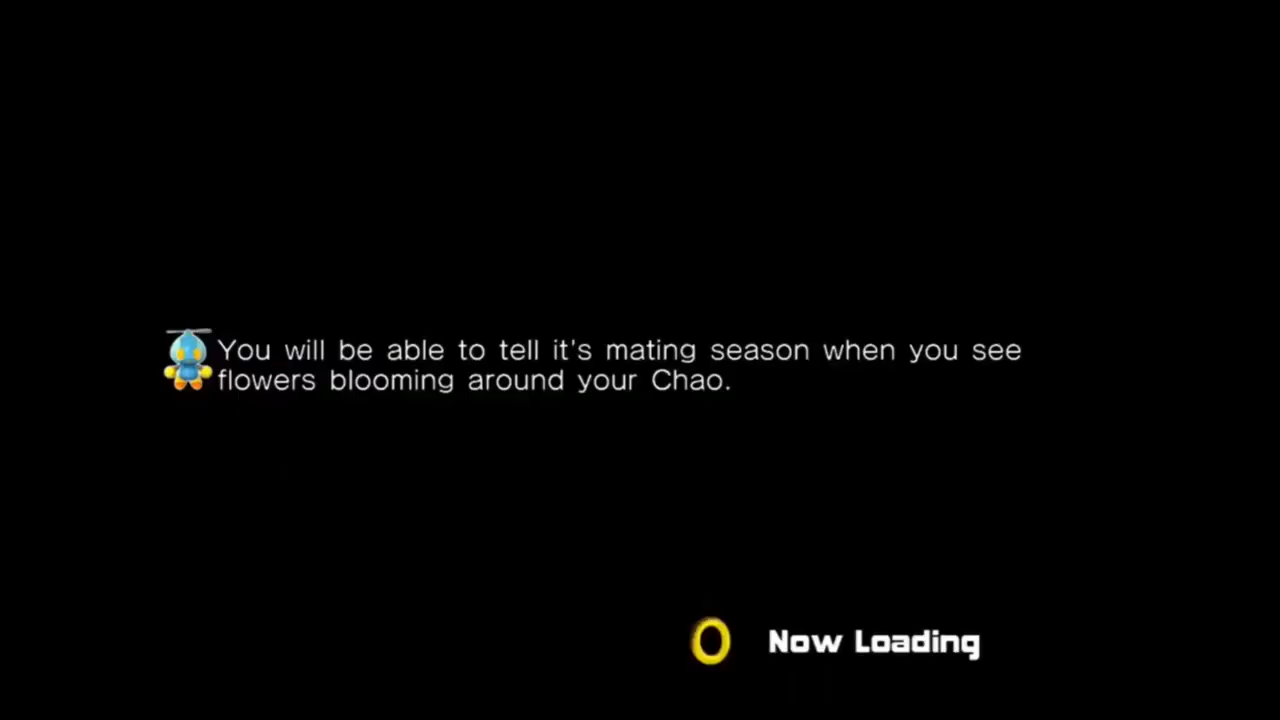 You will be able to tell it's mating season when you see
flowers blooming around your Chao.
Now Loading